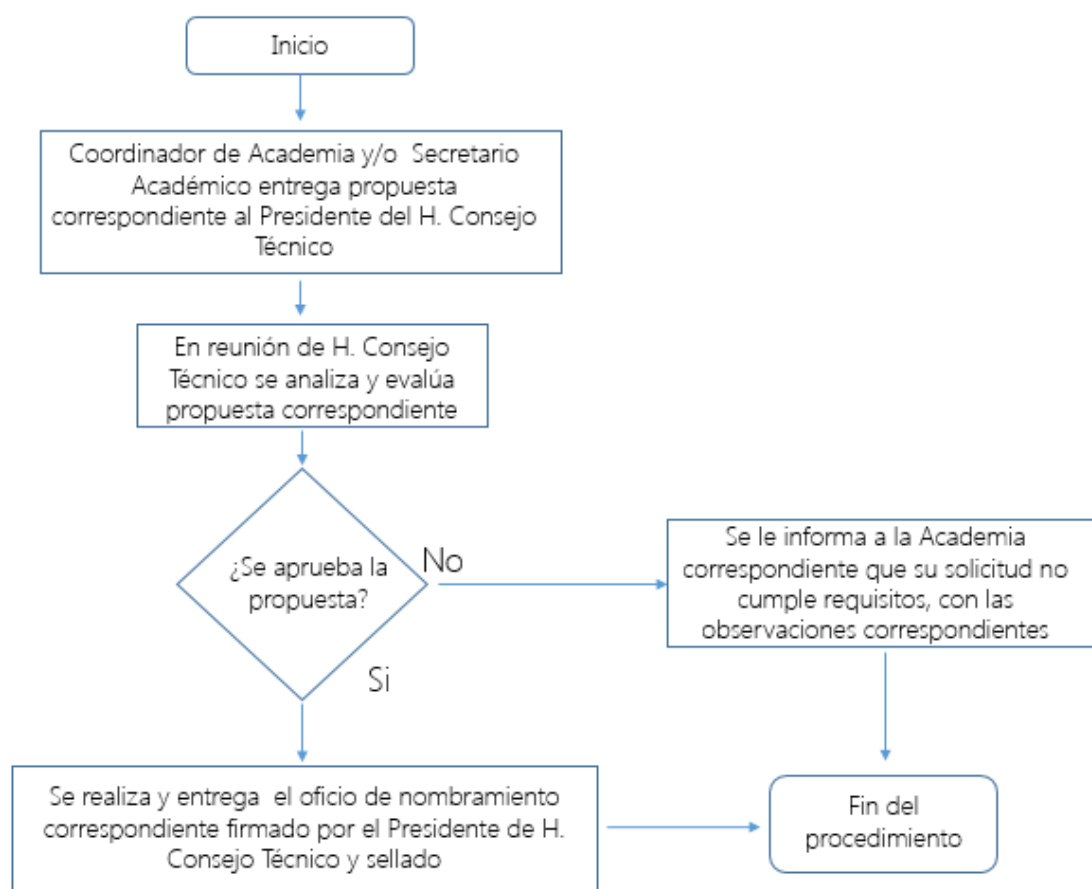 Inicio
Coordinador de Academia y/o Secretario
Académico entrega propuesta
correspondiente al Presidente del H. Consejo
Técnico
En reunión de H. Consejo
Técnico se analiza y evalúa
propuesta correspondiente
¿Se aprueba la
propuesta?
No
Si
Se le informa a la Academia
correspondiente que su solicitud no
cumple requisitos, con las
observaciones correspondientes
Se realiza y entrega el oficio de nombramiento
correspondiente firmado por el Presidente de H.
Consejo Técnico y sellado
Fin del
procedimiento